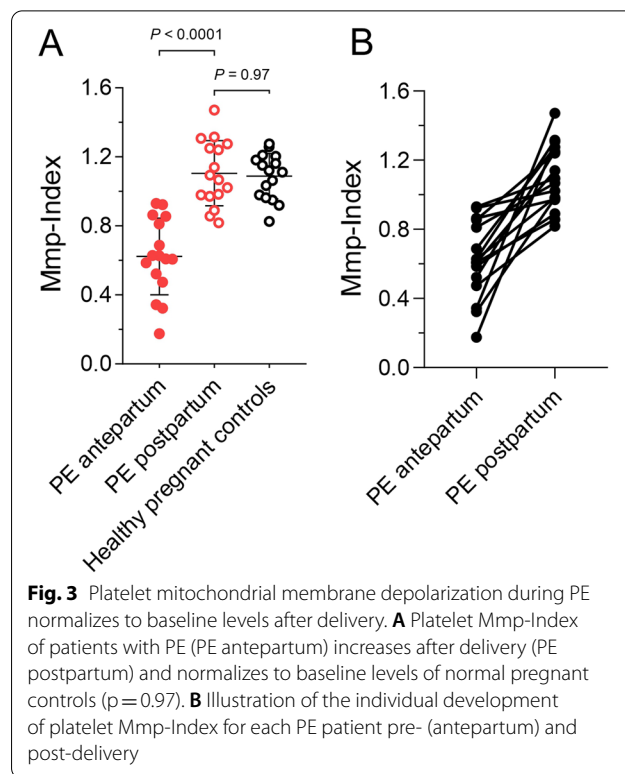 A
P < 0.0001
P = 0.97
Mmp-Index
1.6
1.2
0.8
0.4
0.0
PE antepartum
PE postpartum
Healthy pregnant controls
B
Mmp-Index
1.6
1.2
0.8
0.4
0.0
PE antepartum
PE postpartum
Fig. 3 Platelet mitochondrial membrane depolarization during PE
normalizes to baseline levels after delivery. A Platelet Mmp-Index
of patients with PE (PE antepartum) increases after delivery (PE
postpartum) and normalizes to baseline levels of normal pregnant
controls (p = 0.97). B Illustration of the individual development
of platelet Mmp-Index for each PE patient pre- (antepartum) and
post-delivery